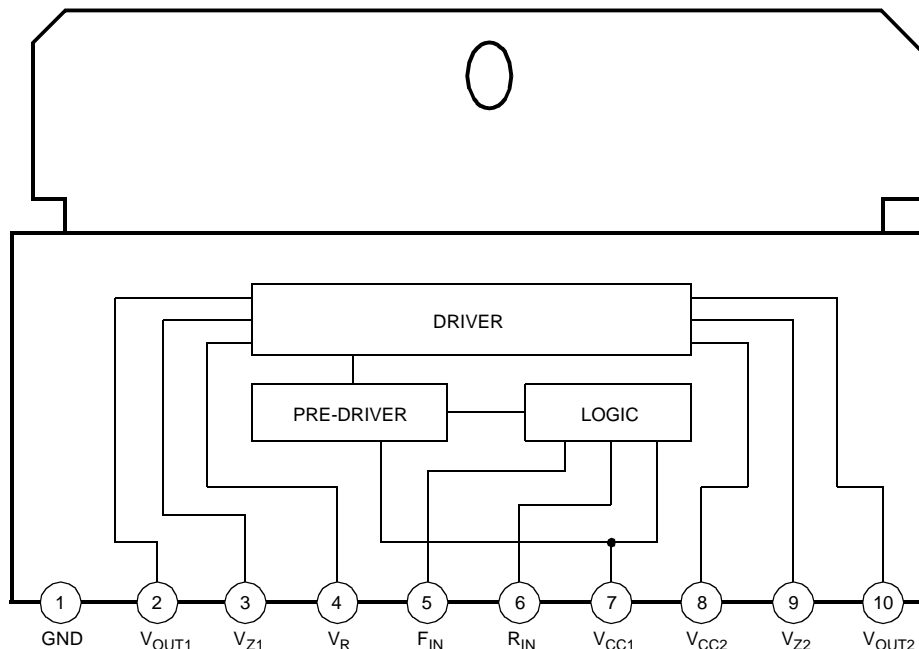 DRIVER
PRE-DRIVER LOGIC
1 2 3 4 5 6 7 8 9 10
GND VOUT1 VZ1 VR FIN RIN VCC1 VCC2 VZ2 VOUT2